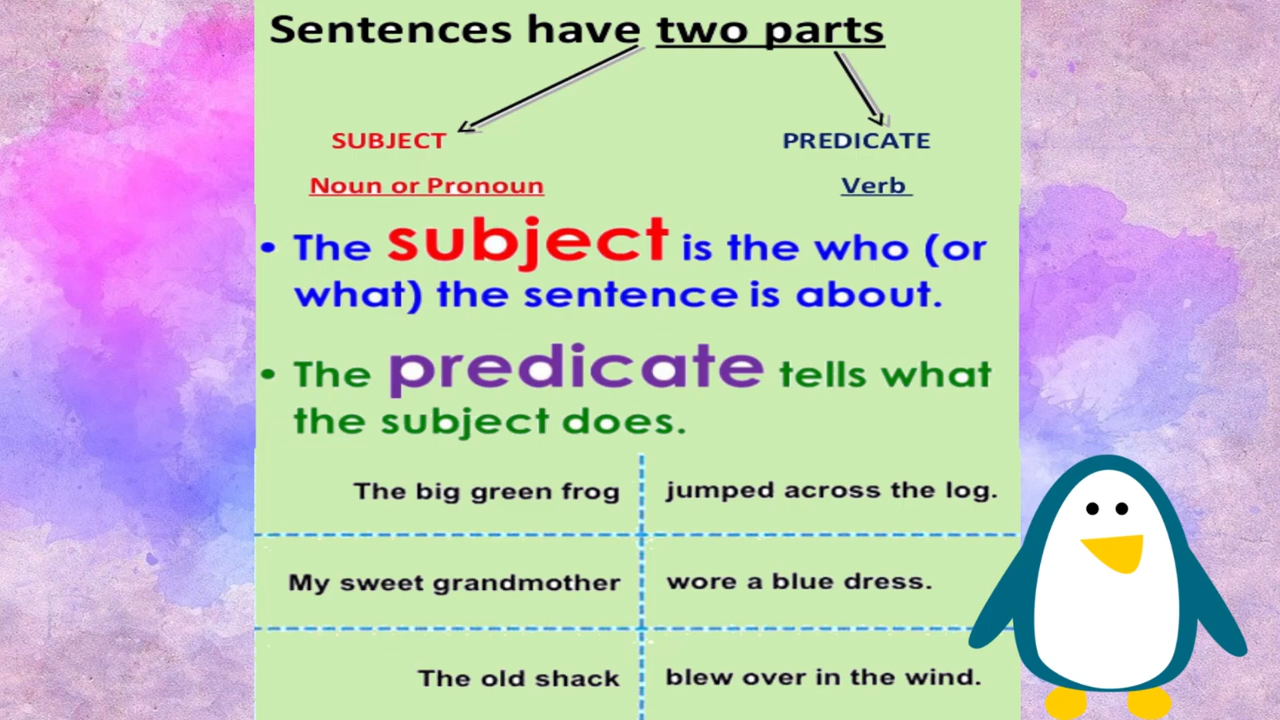 Sentences have two parts
SUBJECT PREDICATE
Noun or Pronoun Verb
• The subject is the who (or
what) the sentence is about.
• The predicate tells what
the subject does.
The big green frog jumped across the log.
My sweet grandmother wore a blue dress.
The old shack blew over in the wind.